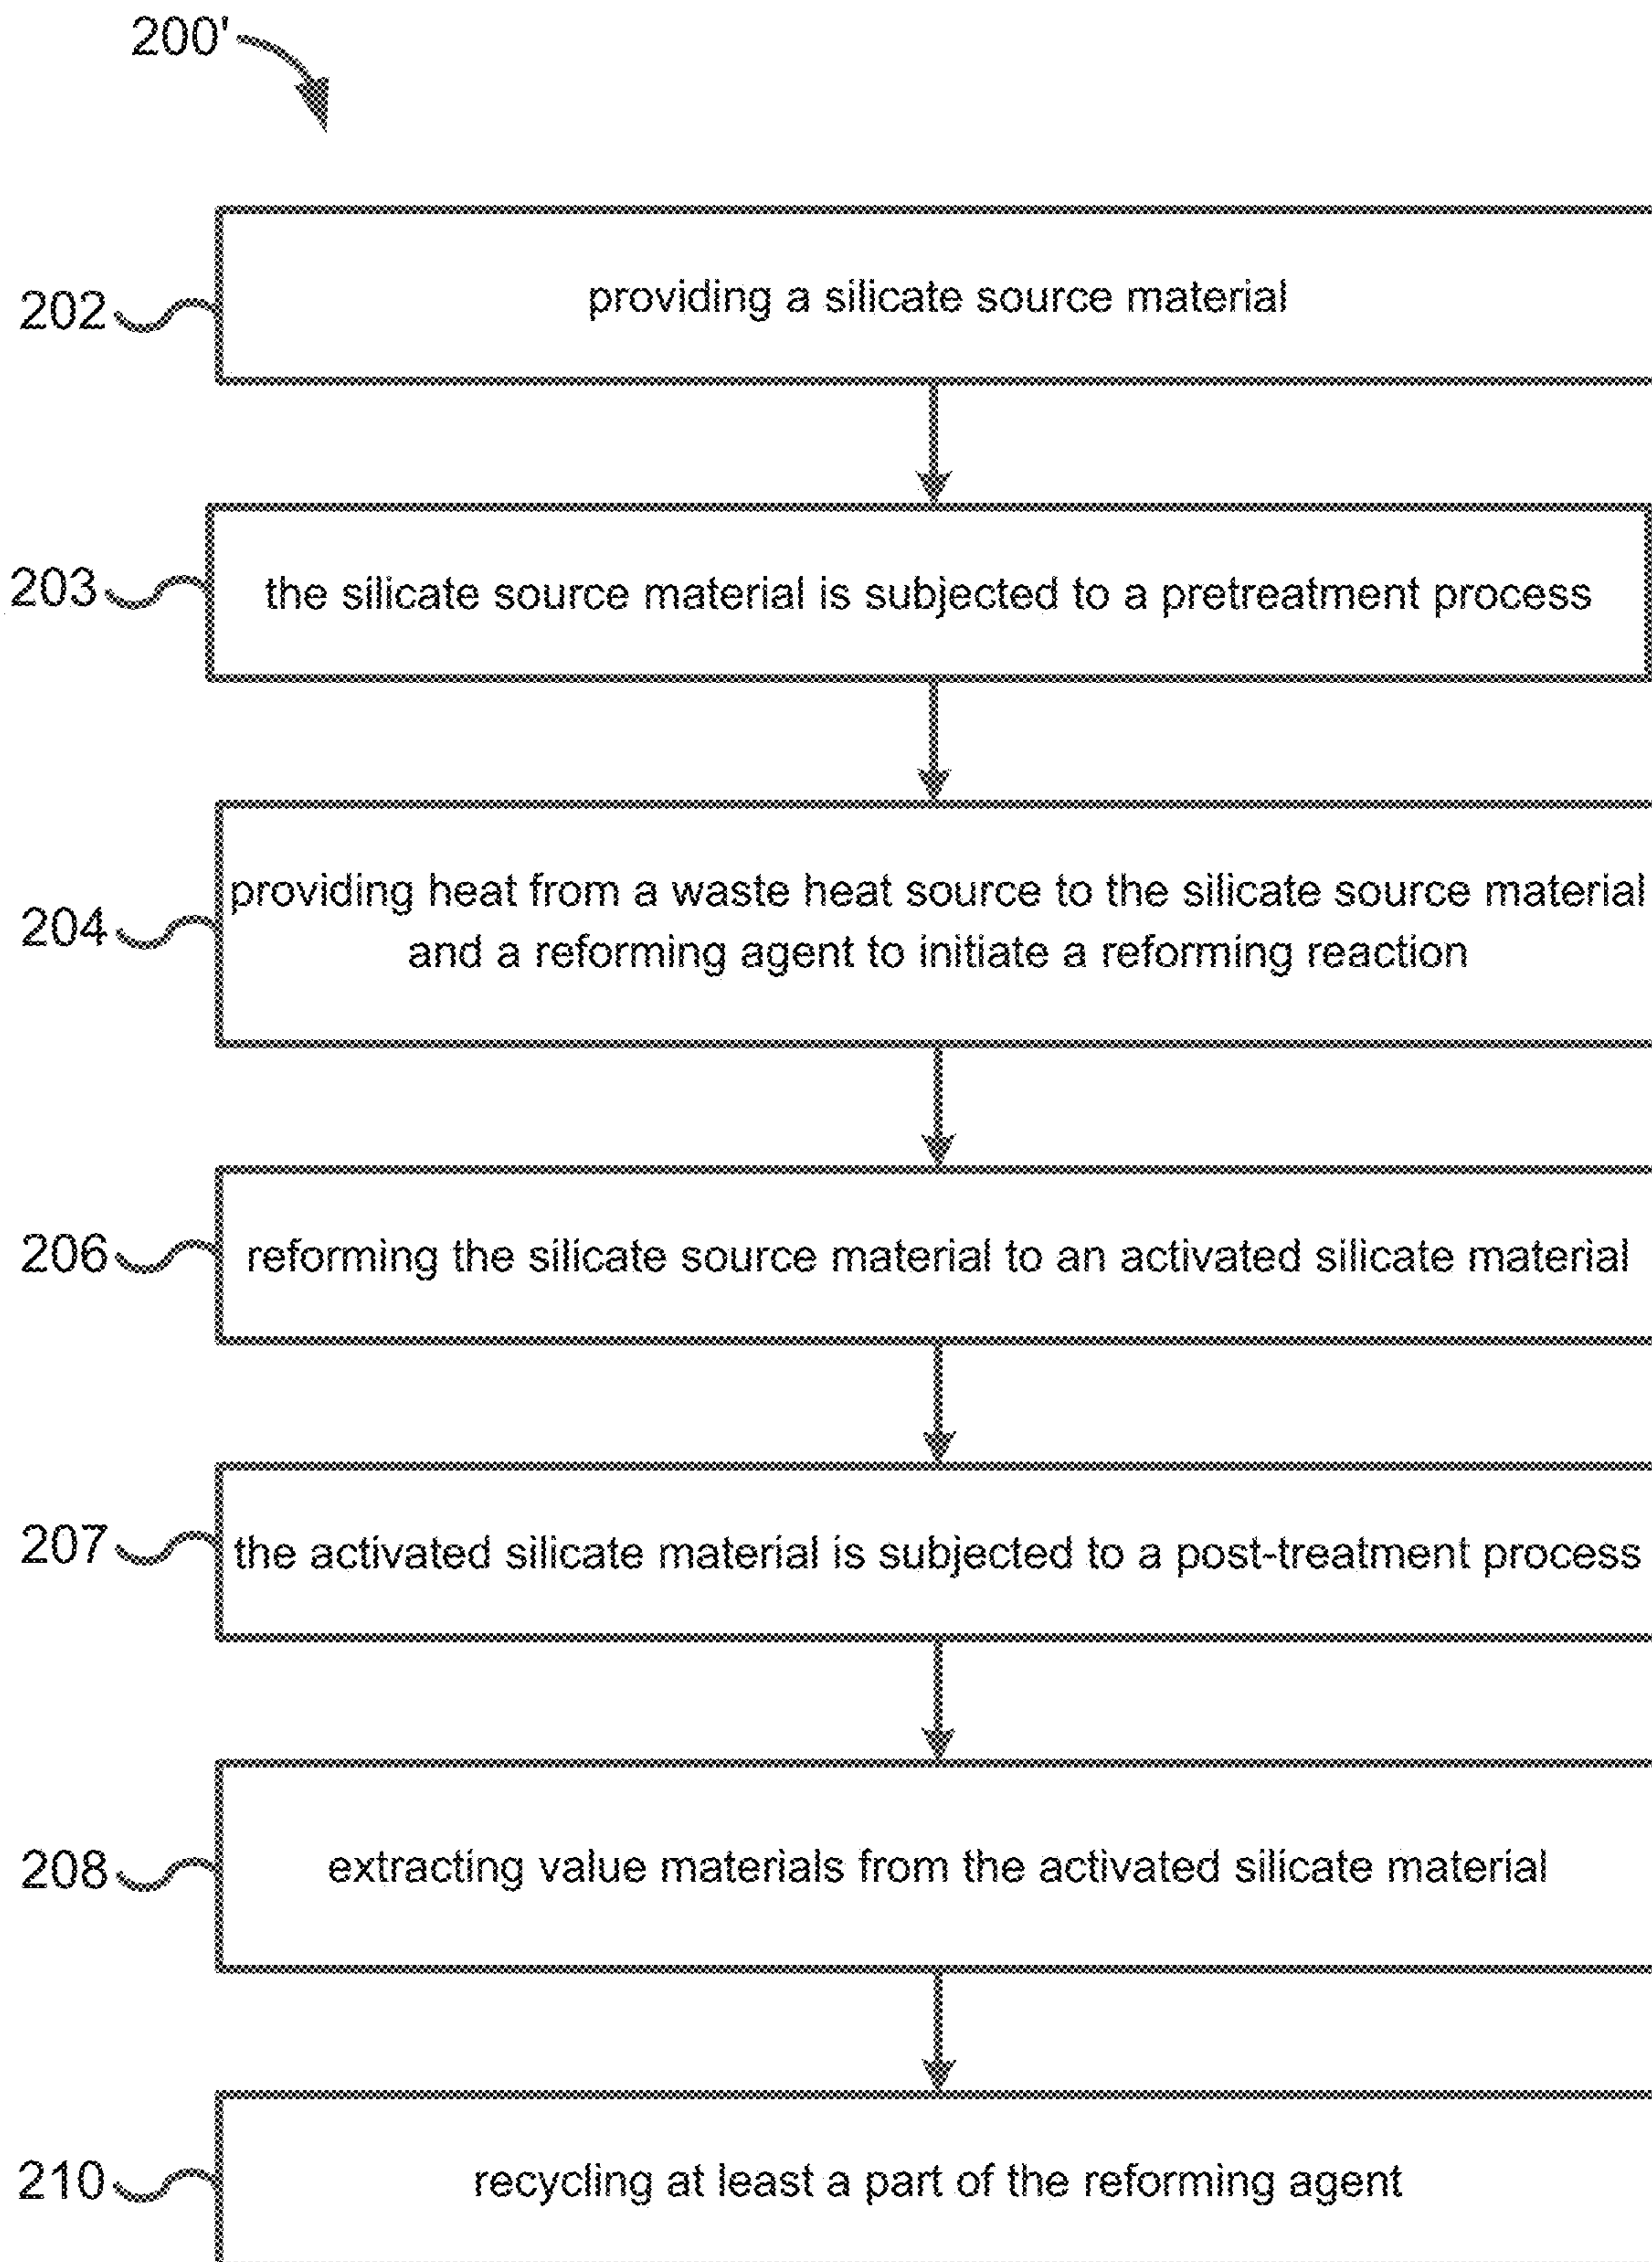 200'
202
providing a silicate source material
203
the silicate source material is subjected to a pretreatment process
204
providing heat from a waste heat source to the silicate source material
and a reforming agent to initiate a reforming reaction
206
reforming the silicate source material to an activated silicate material
207
the activated silicate material is subjected to a post-treatment process
208
extracting value materials from the activated silicate material
210
recycling at least a part of the reforming agent